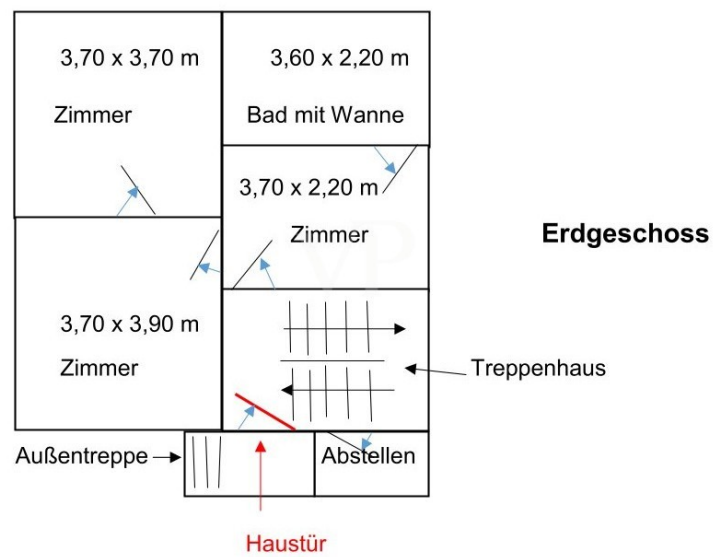 3,70 x 3,70 m
Zimmer
3,60 x 2,20 m
Bad mit Wanne
3,70 x 2,20 m
Zimmer
Erdgeschoss
3,70 x 3,90 m
Zimmer
Treppenhaus
Außentreppe
Abstellen
Haustür
VP